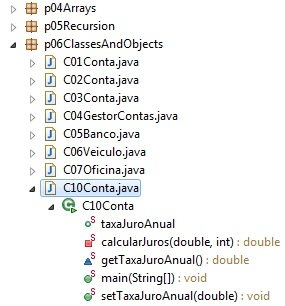 p04Arrays
p05Recursion
p06ClassesAndObjects
C01Conta.java
C02Conta.java
C03Conta.java
C04GestorContas.java
C05Banco.java
C06Veiculo.java
C07Oficina.java
C10Conta.java
C10Conta
taxaJuroAnual
calcularJuros(double, int) : double
getTaxaJuroAnual() : double
main(String[]) : void
setTaxaJuroAnual(double) : void